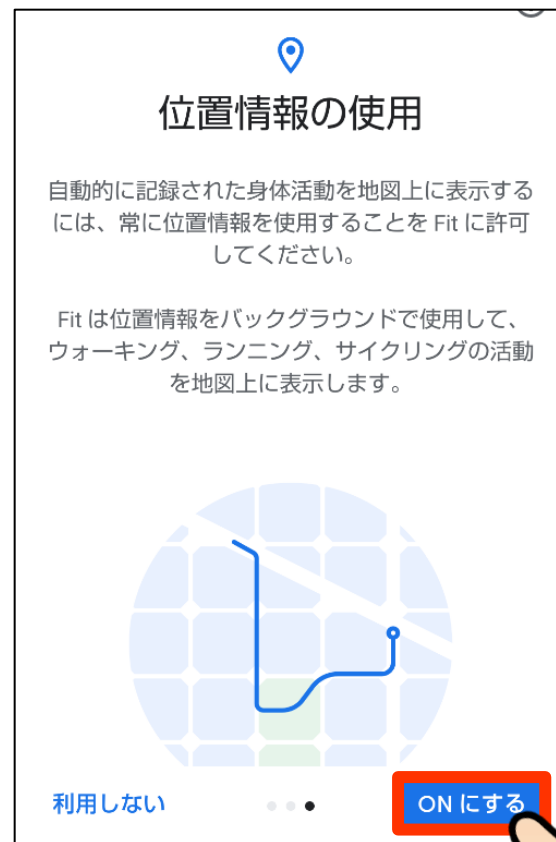 位置情報の使用
自動的に記録された身体活動を地図上に表示する
には、常に位置情報を使用することを Fit に許可
してください。
Fit は位置情報をバックグラウンドで使用して、
ウォーキング、ランニング、サイクリングの活動
を地図上に表示します。
利用しない
ON にする